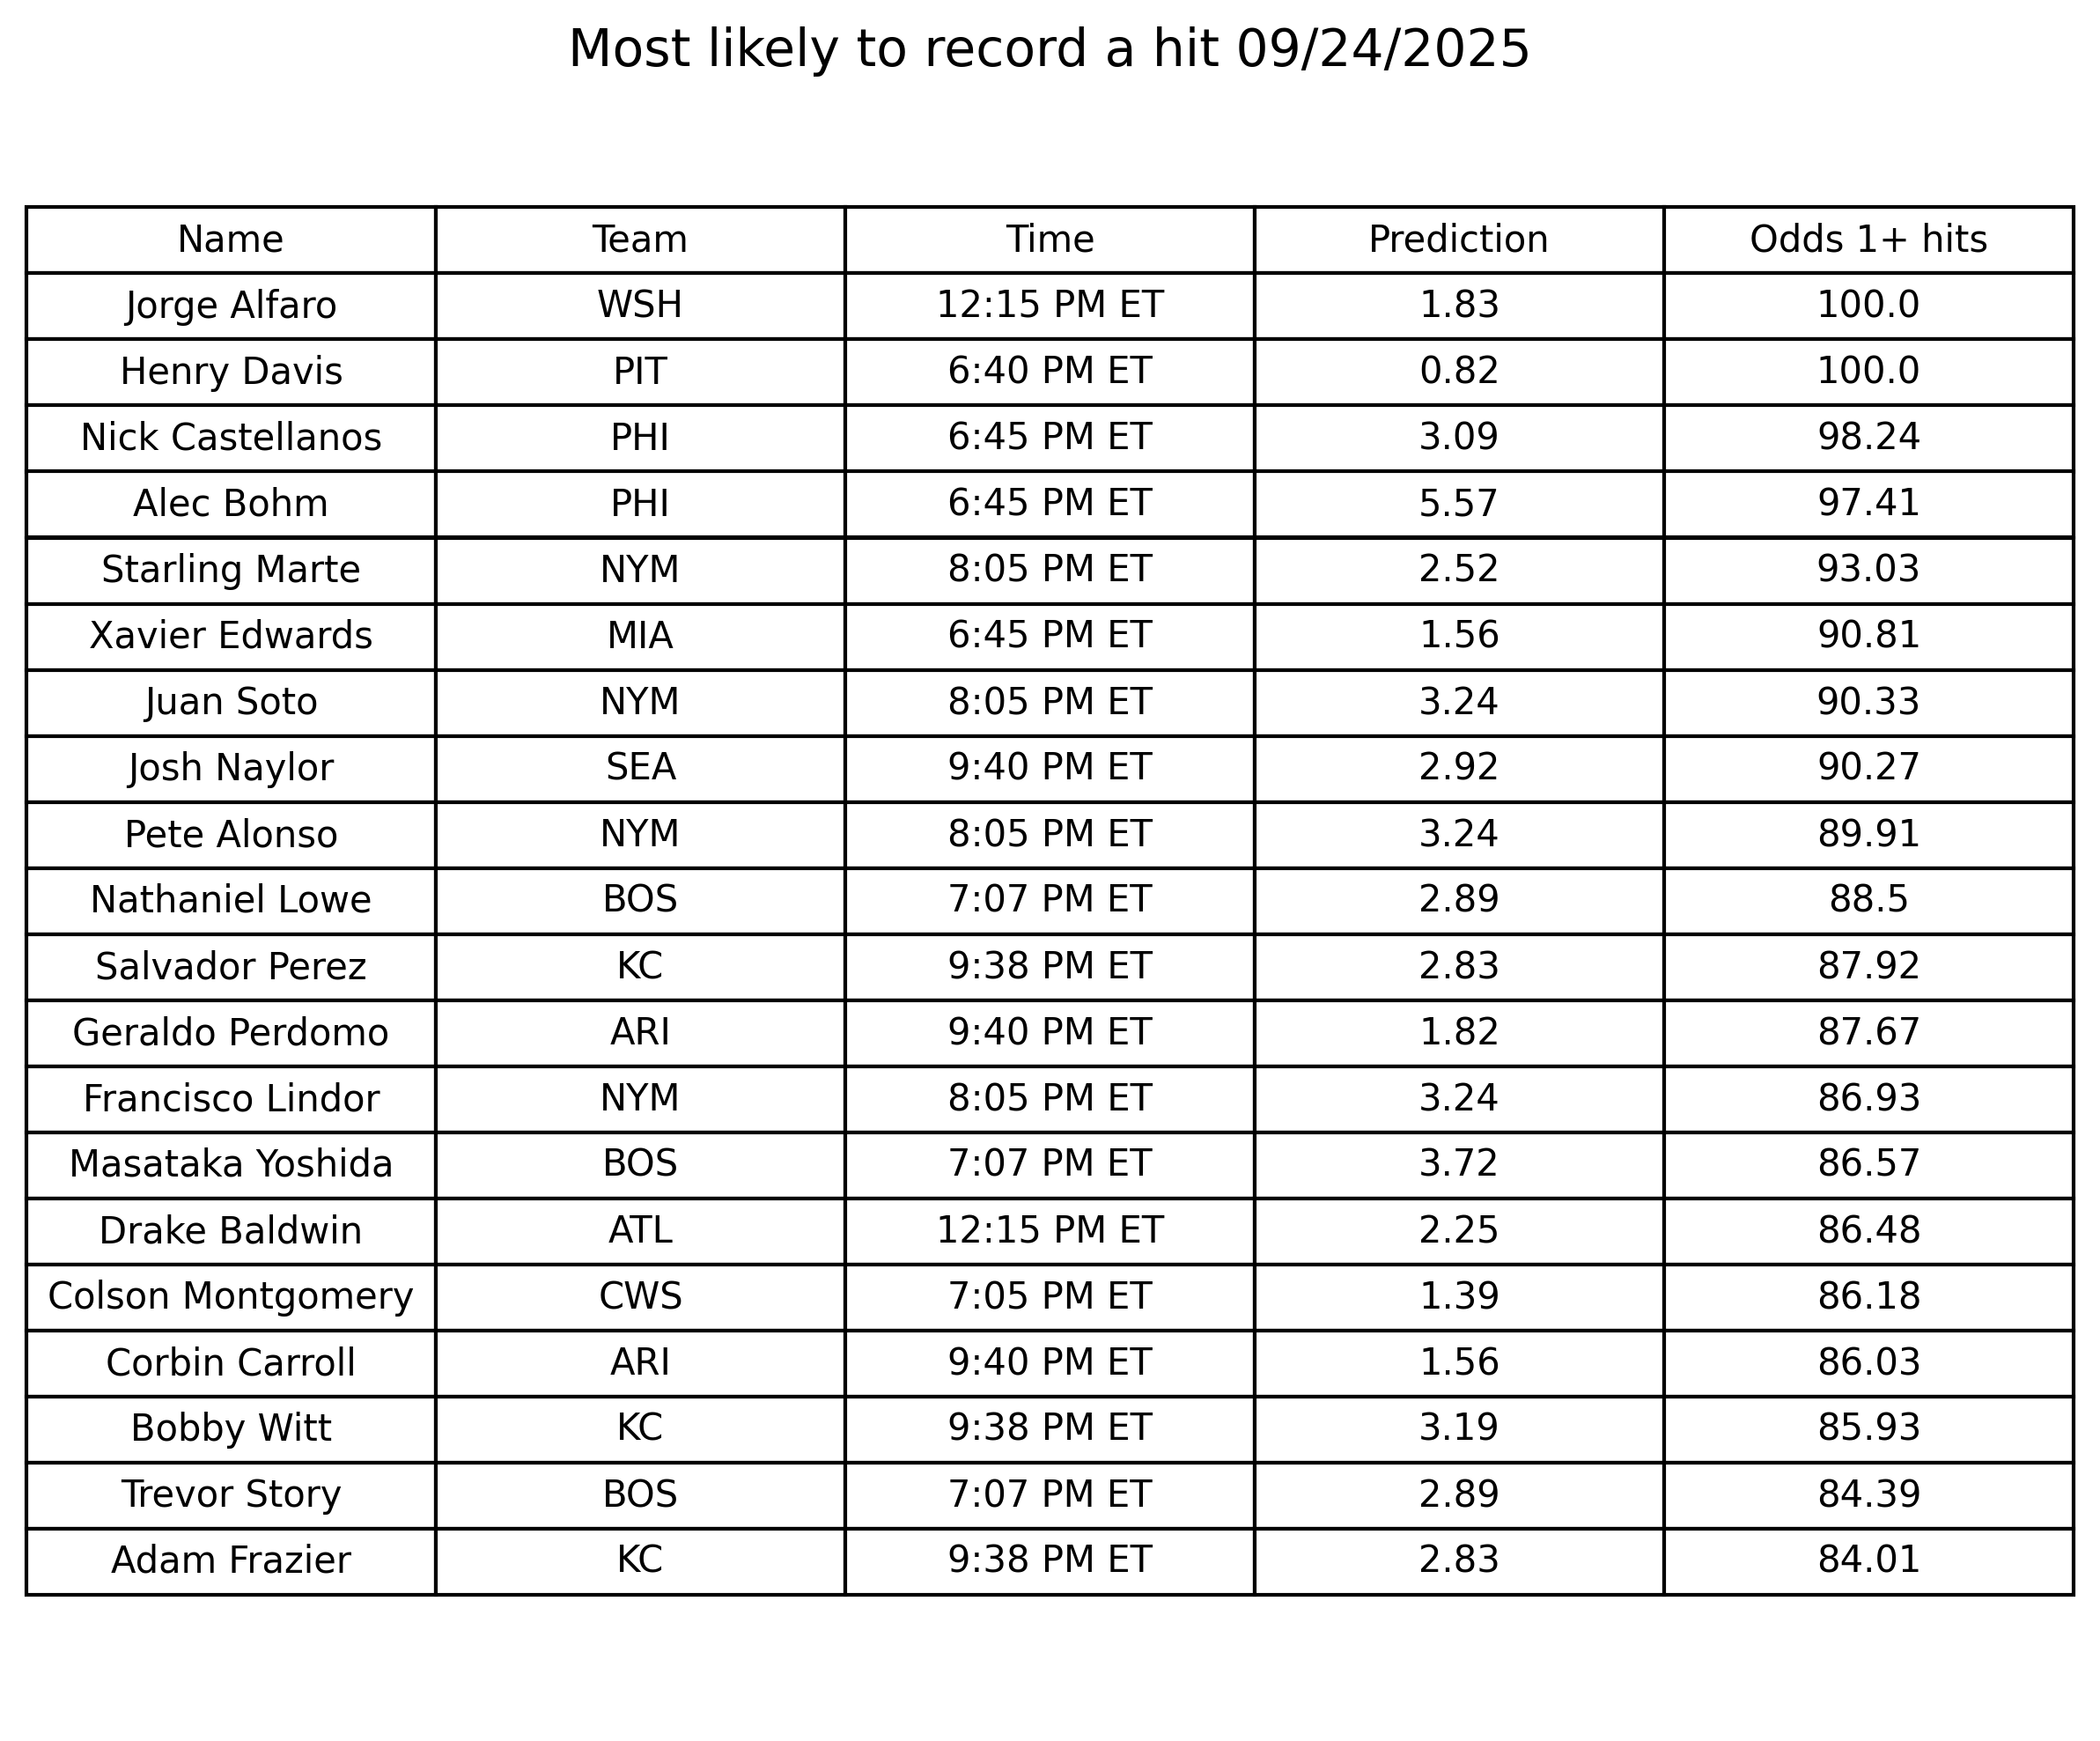 Most likely to record a hit 09/24/2025
Name Team Time Prediction Odds 1+ hits
Jorge Alfaro WSH 12:15 PM ET 1.83 100.0
Henry Davis PIT 6:40 PM ET 0.82 100.0
Nick Castellanos PHI 6:45 PM ET 3.09 98.24
Alec Bohm PHI 6:45 PM ET 5.57 97.41
Starling Marte NYM 8:05 PM ET 2.52 93.03
Xavier Edwards MIA 6:45 PM ET 1.56 90.81
Juan Soto NYM 8:05 PM ET 3.24 90.33
Josh Naylor SEA 9:40 PM ET 2.92 90.27
Pete Alonso NYM 8:05 PM ET 3.24 89.91
Nathaniel Lowe BOS 7:07 PM ET 2.89 88.5
Salvador Perez KC 9:38 PM ET 2.83 87.92
Geraldo Perdomo ARI 9:40 PM ET 1.82 87.67
Francisco Lindor NYM 8:05 PM ET 3.24 86.93
Masataka Yoshida BOS 7:07 PM ET 3.72 86.57
Drake Baldwin ATL 12:15 PM ET 2.25 86.48
Colson Montgomery CWS 7:05 PM ET 1.39 86.18
Corbin Carroll ARI 9:40 PM ET 1.56 86.03
Bobby Witt KC 9:38 PM ET 3.19 85.93
Trevor Story BOS 7:07 PM ET 2.89 84.39
Adam Frazier KC 9:38 PM ET 2.83 84.01